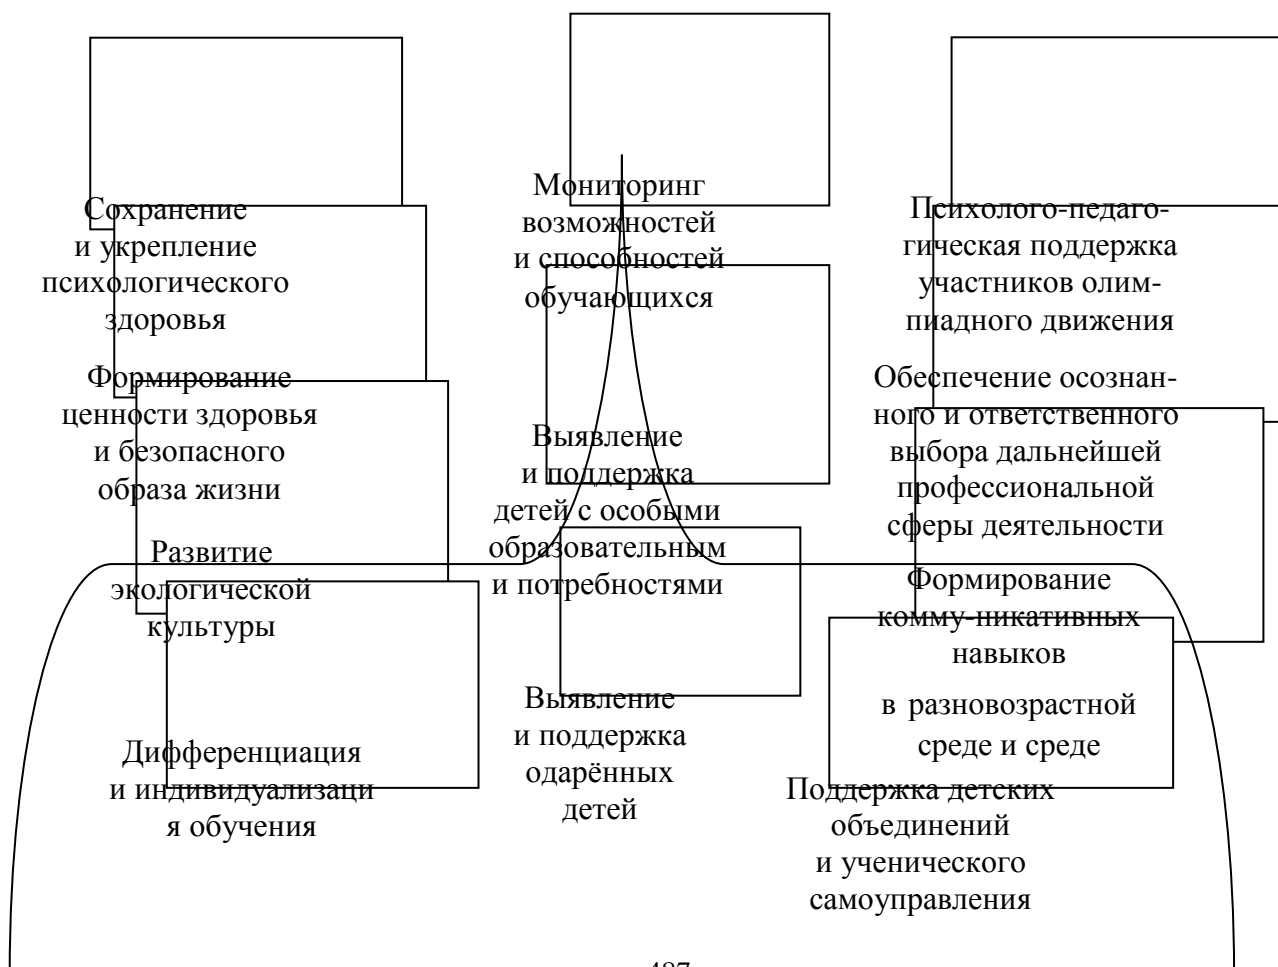 Сохранение
и укрепление
психологического
здоровья
Формирование
ценности здоровья
и безопасного
образа жизни
Развитие
экологической
культуры
Дифференциация
и индивидуализаци
я обучения
Мониторинг
возможностей
и способностей
обучающихся
Выявление
и поддержка
детей с особыми
образовательным
и потребностями
Выявление
и поддержка
одарённых
детей
Психолого-педаго-
гическая поддержка
участников олим-
пиадного движения
Обеспечение осознан-
ного и ответственного
выбора дальнейшей
профессиональной
сферы деятельности
Формирование
комму-никативных
навыков
в разновозрастной
среде и среде
Поддержка детских
объединений
и ученического
самоуправления